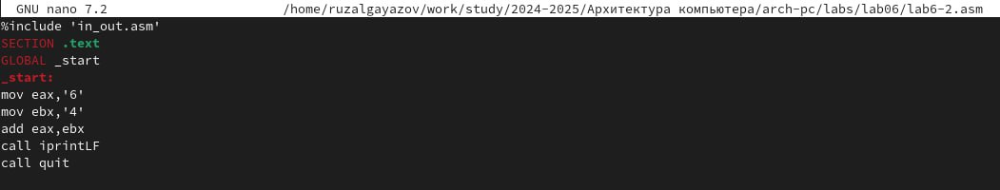 GNU nano 7.2 /home/ruzalgayazov/work/study/2024-2025/Архитектура компьютера/arch-pc/labs/lab06/lab6-2.asm
%include 'in_out.asm'
SECTION .text
GLOBAL _start
_start:
mov eax,'6'
mov ebx,'4'
add eax,ebx
call iprintLF
call quit